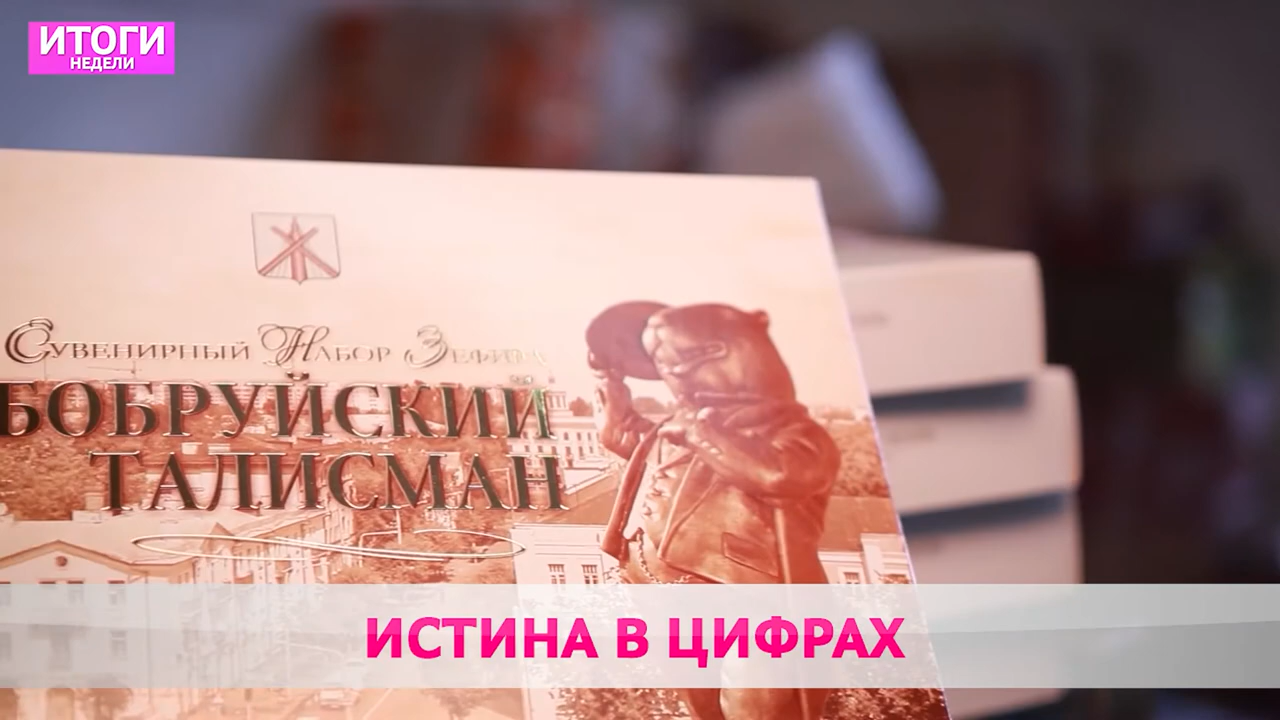 ИТОГИ
НЕДЕЛИ
Сувенирный Набор Зефира
БОБРУЙСКИЙ
ТАЛИСМАН
ИСТИНА В ЦИФРАХ